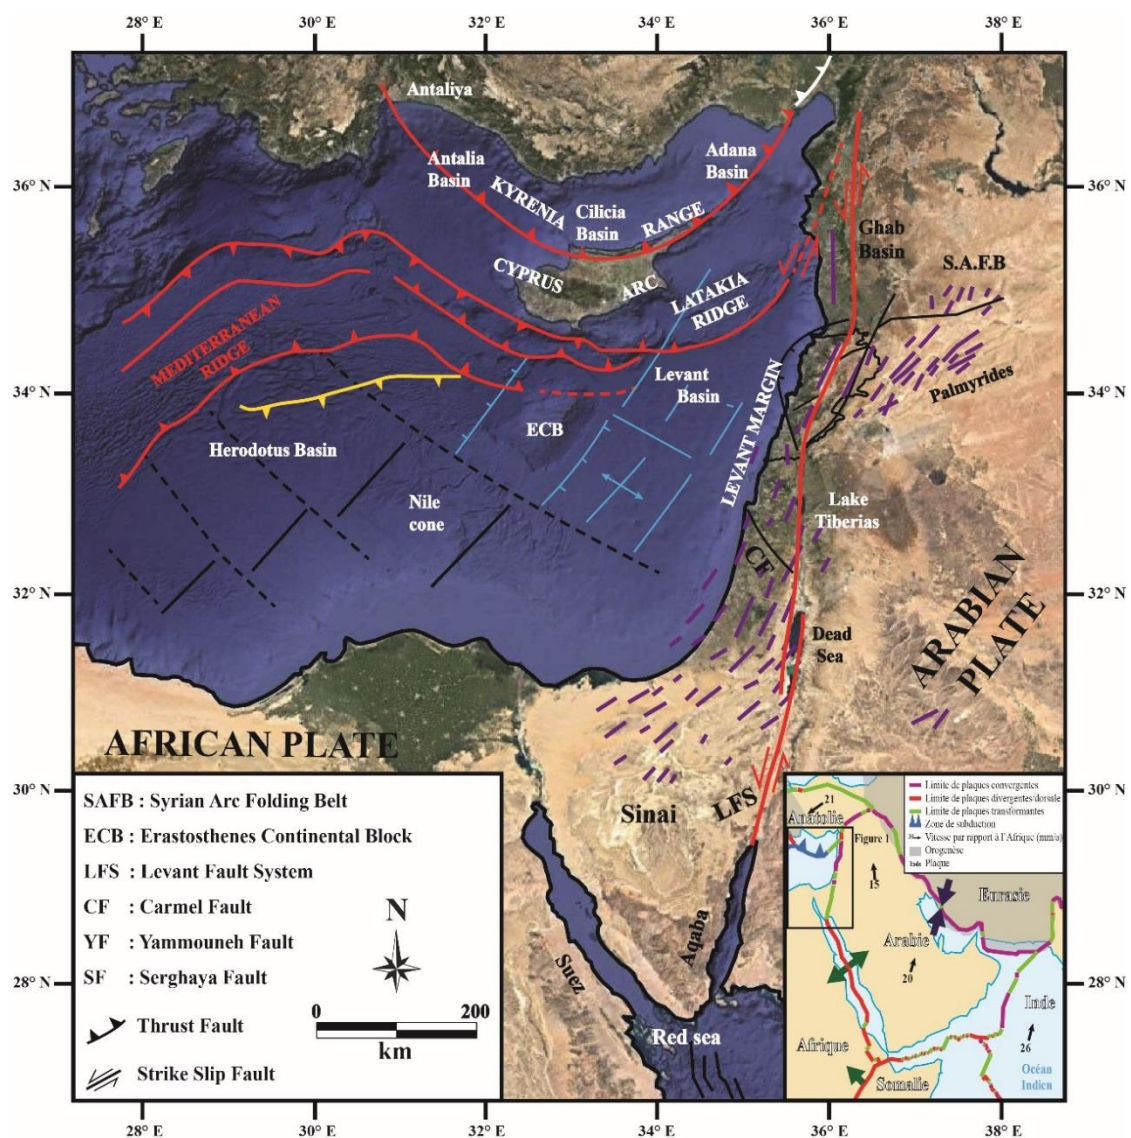 28° E 30° E 32° E 34° E 36° E 38° E
Antaliya
Antalia
Basin
Adana
Basin
36° N
36° N
KYRENIA
Cilicia
Basin
RANGE
Ghab
Basin
CYPRUS
ARC
S.A.F.B
LATAKIA
RIDGE
MEDITERRANEAN
RIDGE
34° N
34° N
Levant
Basin
Palmyrides
ECB
Herodotus Basin
LEVANT MARGIN
Nile
cone
Lake
Tiberias
CF
32° N
32° N
Dead
Sea
ARABIAN
PLATE
AFRICAN PLATE
30° N
30° N
Sinai
LFS
Suez
Aqaba
Red sea
28° N
28° N
SAFB : Syrian Arc Folding Belt
ECB : Erastosthenes Continental Block
LFS : Levant Fault System
CF : Carmel Fault
YF : Yammouneh Fault
SF : Serghaya Fault
Thrust Fault
Strike Slip Fault
N
0 200
km
Limite de plaques convergentes
Limite de plaques divergentes/dorsale
Limite de plaques transformantes
Zone de subduction
Vitesse par rapport à l'Afrique (mm/a)
Orogenèse
Plaque
21
Anatolie
Figure 1
15
Eurasie
Arabie
20
Inde
26
Afrique
Somalie
Océan
Indien
28° E 30° E 32° E 34° E 36° E 38° E